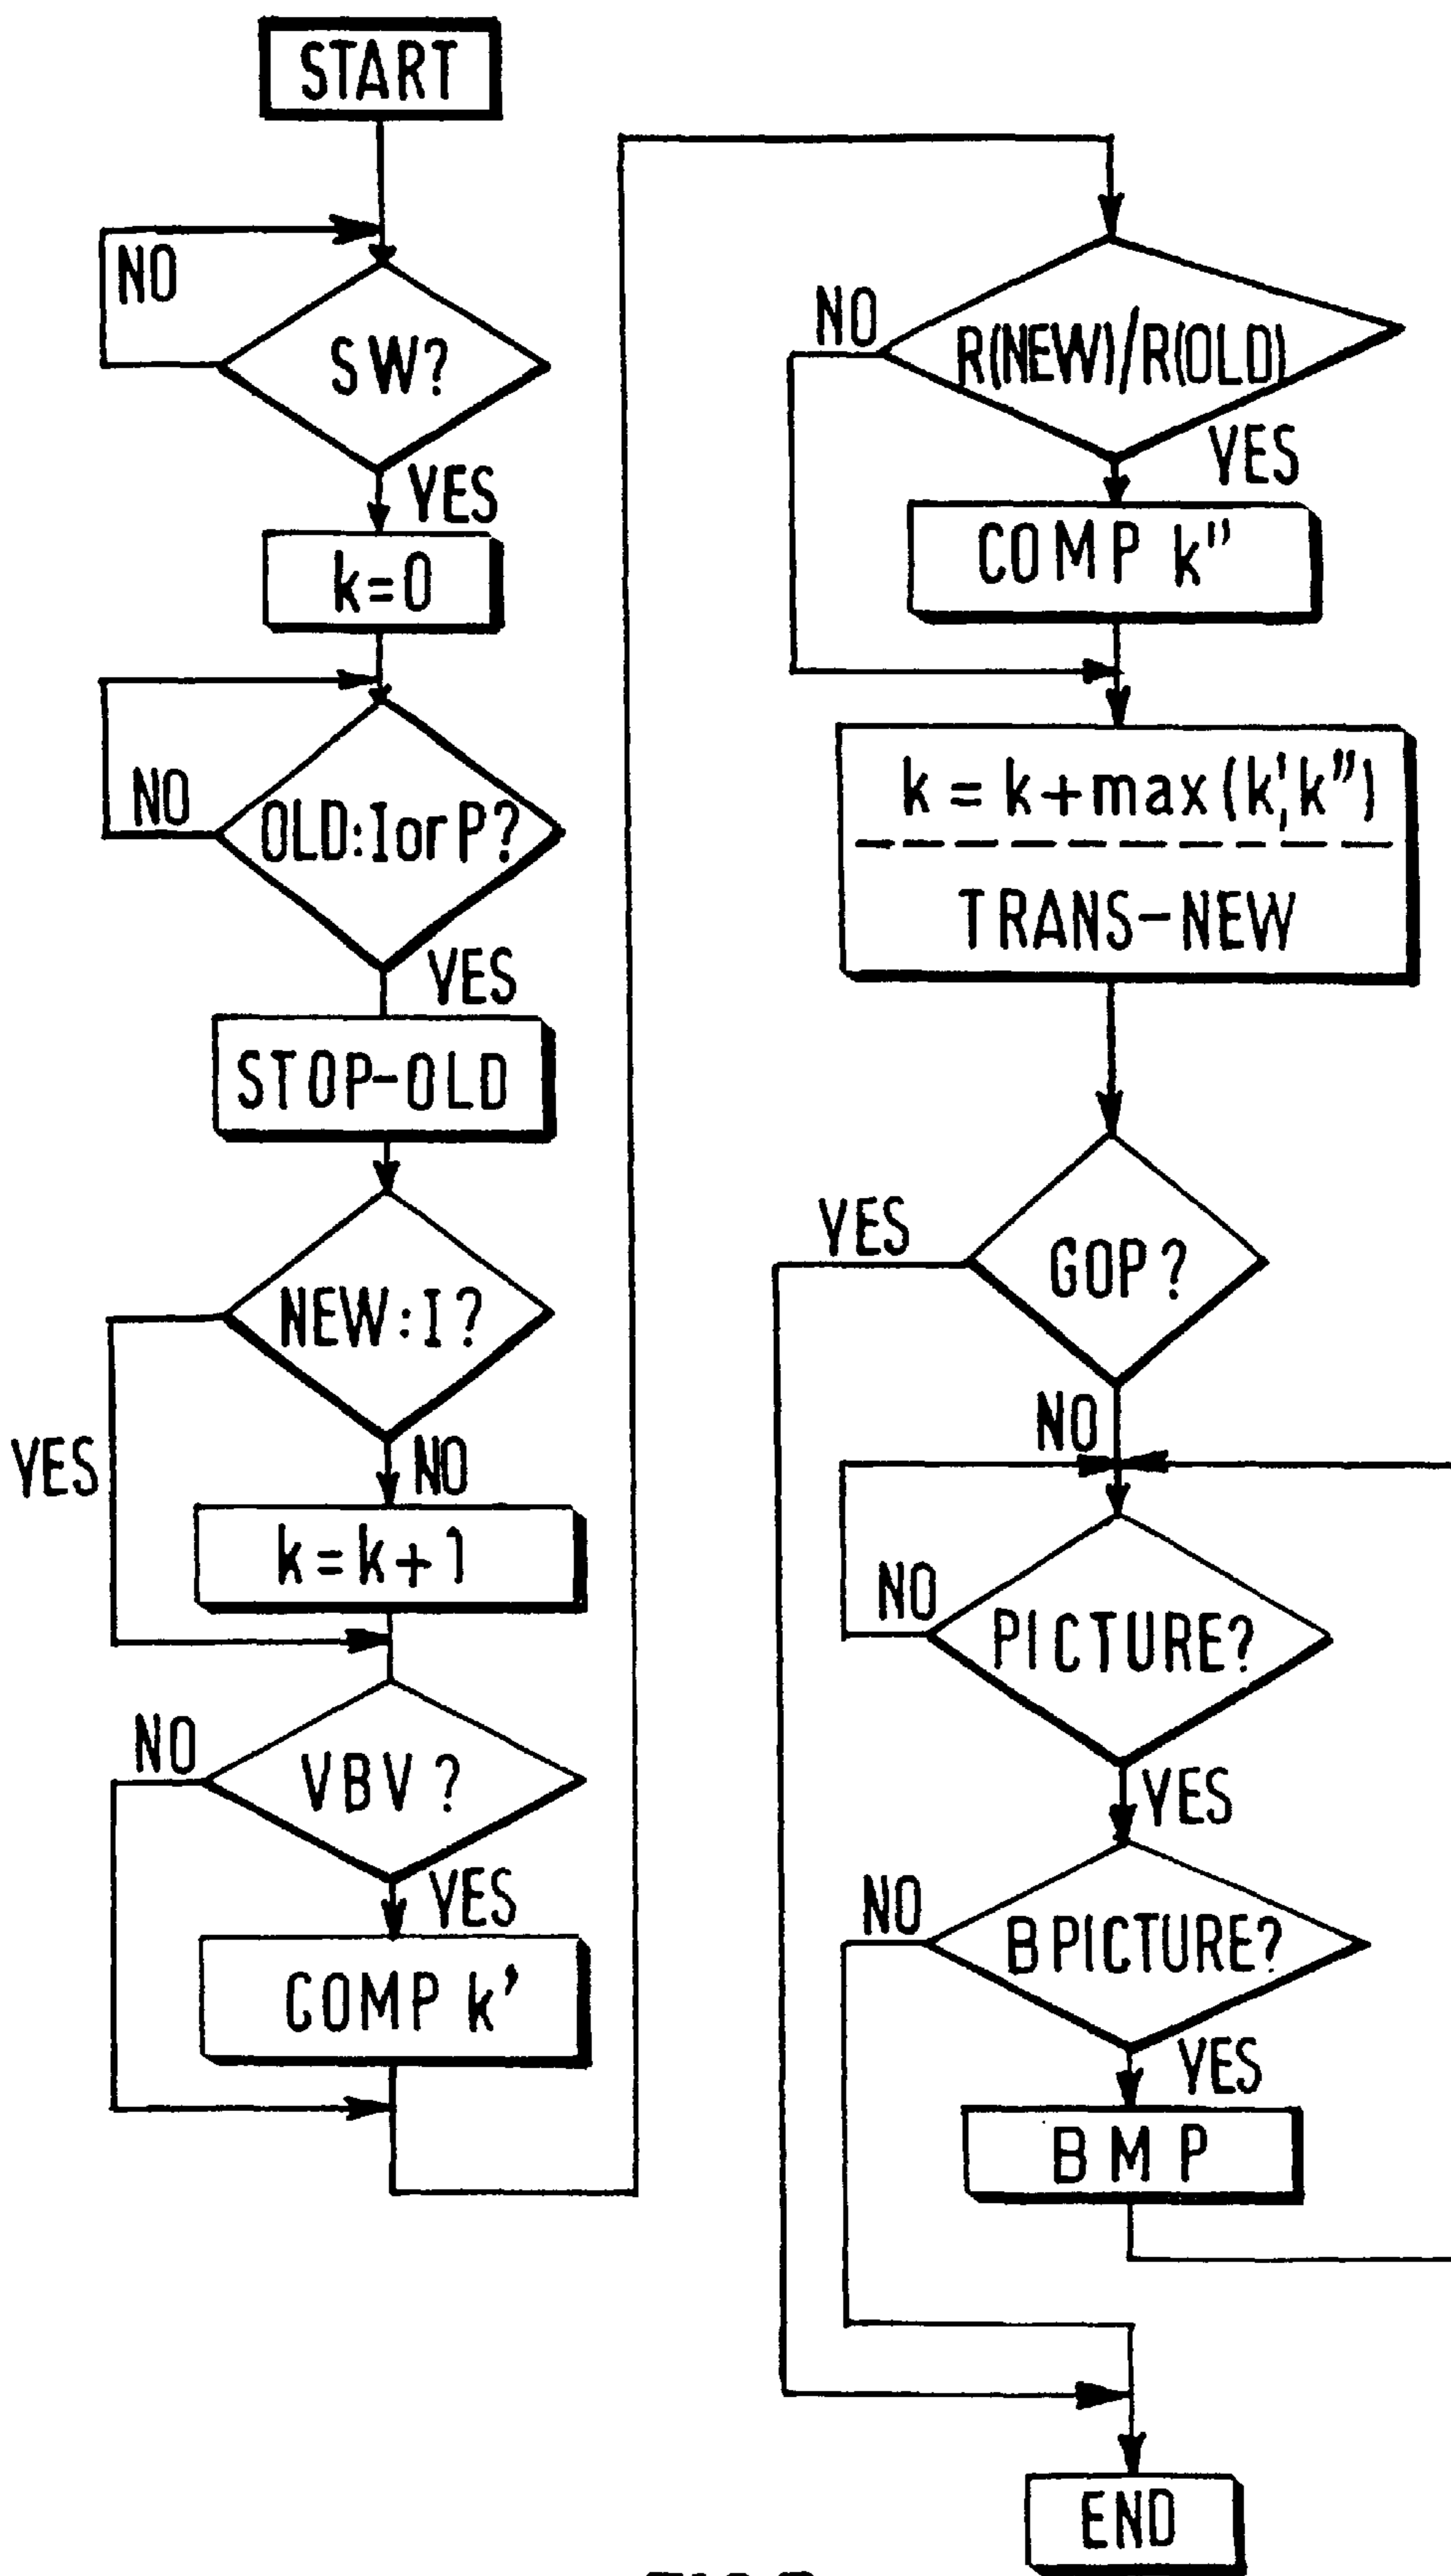 START
NO
SW?
YES
k=0
NO
OLD:IorP?
YES
STOP-OLD
NEW:I?
YES
NO
k=k+1
NO
VBV?
YES
COMP k'
NO
R(NEW)/R(OLD)
YES
COMP k"
k = k+max(k',k")
TRANS-NEW
YES
GOP?
NO
NO
PICTURE?
YES
NO
B PICTURE?
YES
BMP
END